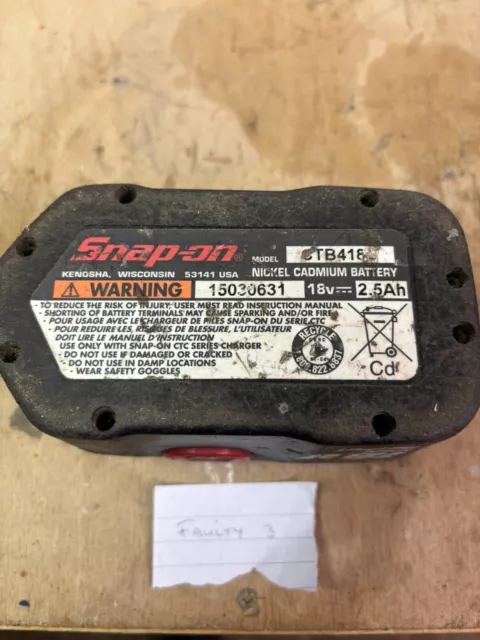 Snap-on®
MODEL CTB418
KENOSHA, WISCONSIN 53141 USA NICKEL CADMIUM BATTERY
WARNING 15030631 18V 2.5Ah
- TO REDUCE THE RISK OF INJURY, USER MUST READ INSTRUCTION MANUAL
- SHORTING OF BATTERY TERMINALS MAY CAUSE SPARKING AND/OR FIRE
- POUR USAGE AVEC LE CHARGEUR DE PILES SNAP-ON DU SERIE CTC
- POUR REDUIRE LES RISQUES DE BLESSURE, L'UTILISATEUR
DOIT LIRE LE MANUEL D'INSTRUCTION
- USE ONLY WITH SNAP-ON CTC SERIES CHARGER
- DO NOT USE IF DAMAGED OR CRACKED
- DO NOT USE IN DAMP LOCATIONS
- WEAR SAFETY GOGGLES
RECYCLE
800.822.8837
Cd
FAULTY 3